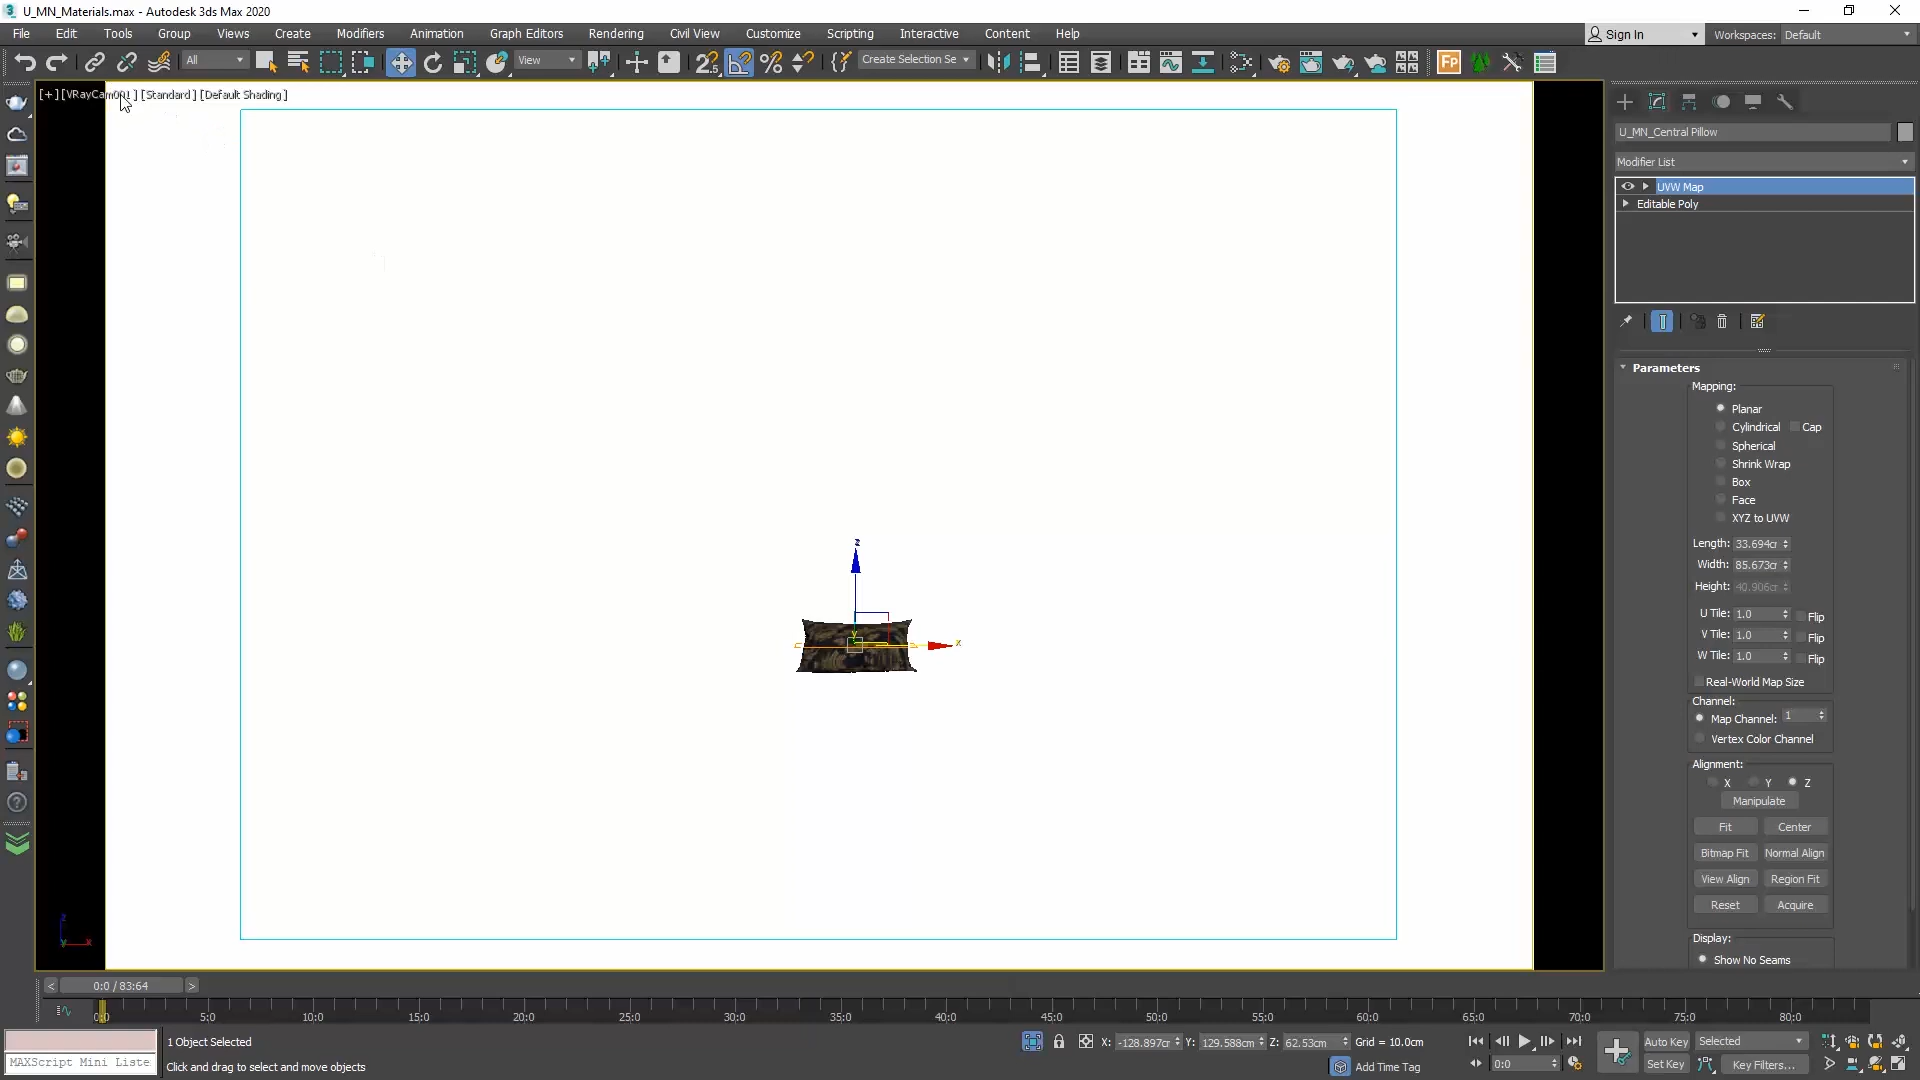 U_MN_Materials.max - Autodesk 3ds Max 2020
File Edit Tools Group Views Create Modifiers Animation Graph Editors Rendering Civil View Customize Scripting Interactive Content Help
Sign In Workspaces: Default
All View Create Selection Se
[+] [VRayCam001] [Standard] [Default Shading]
U_MN_Central Pillow
Modifier List
UVW Map
Editable Poly
Parameters
Mapping:
Planar
Cylindrical Cap
Spherical
Shrink Wrap
Box
Face
XYZ to UVW
Length: 33.694cr
Width: 85.673cr
Height: 40.906cr
U Tile: 1.0 Flip
V Tile: 1.0 Flip
W Tile: 1.0 Flip
Real-World Map Size
Channel:
Map Channel: 1
Vertex Color Channel
Alignment:
X Y Z
Manipulate
Fit Center
Bitmap Fit Normal Align
View Align Region Fit
Reset Acquire
Display:
Show No Seams
z
y
x
z
y x
< 0:0 / 83:64 >
0:0 5:0 10:0 15:0 20:0 25:0 30:0 35:0 40:0 45:0 50:0 55:0 60:0 65:0 70:0 75:0 80:0
1 Object Selected
X: -128.897cr Y: 129.588cm Z: 62.53cm Grid = 10.0cm
Auto Key Selected
MAXScript Mini Liste
Click and drag to select and move objects
Add Time Tag
0:0
Set Key Key Filters...